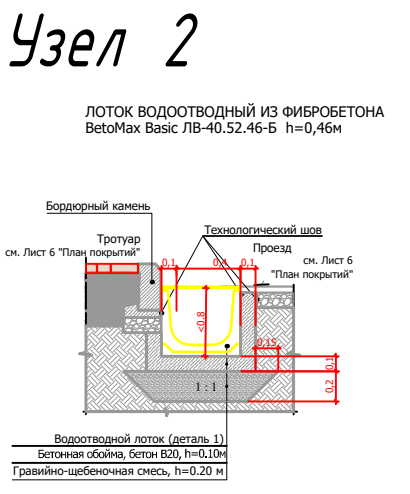 Узел 2
ЛОТОК ВОДООТВОДНЫЙ ИЗ ФИБРОБЕТОНА
BetoMax Basic ЛВ-40.52.46-Б h=0,46м
Бордюрный камень
Технологический шов
Тротуар
см. Лист 6 "План покрытий"
Проезд
см. Лист 6
"План покрытий"
0,1
0,4
0,1
<0.8
0,15
0,1
0,2
1 : 1
Водоотводной лоток (деталь 1)
Бетонная обойма, бетон В20, h=0.10м
Гравийно-щебеночная смесь, h=0.20 м